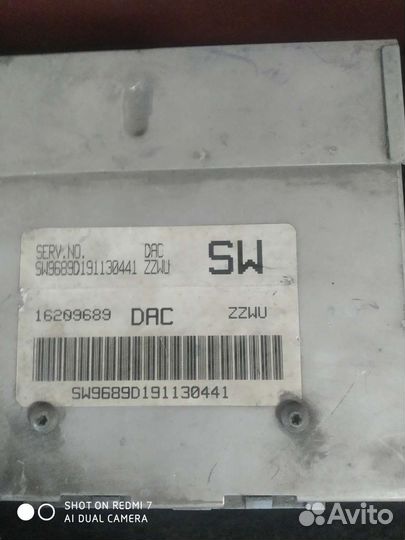 SERV.NO. DAC
SW9689D191130441 ZZWU
SW
16209689 DAC ZZWU
SW9689D191130441
SHOT ON REDMI 7
AI DUAL CAMERA
Avito